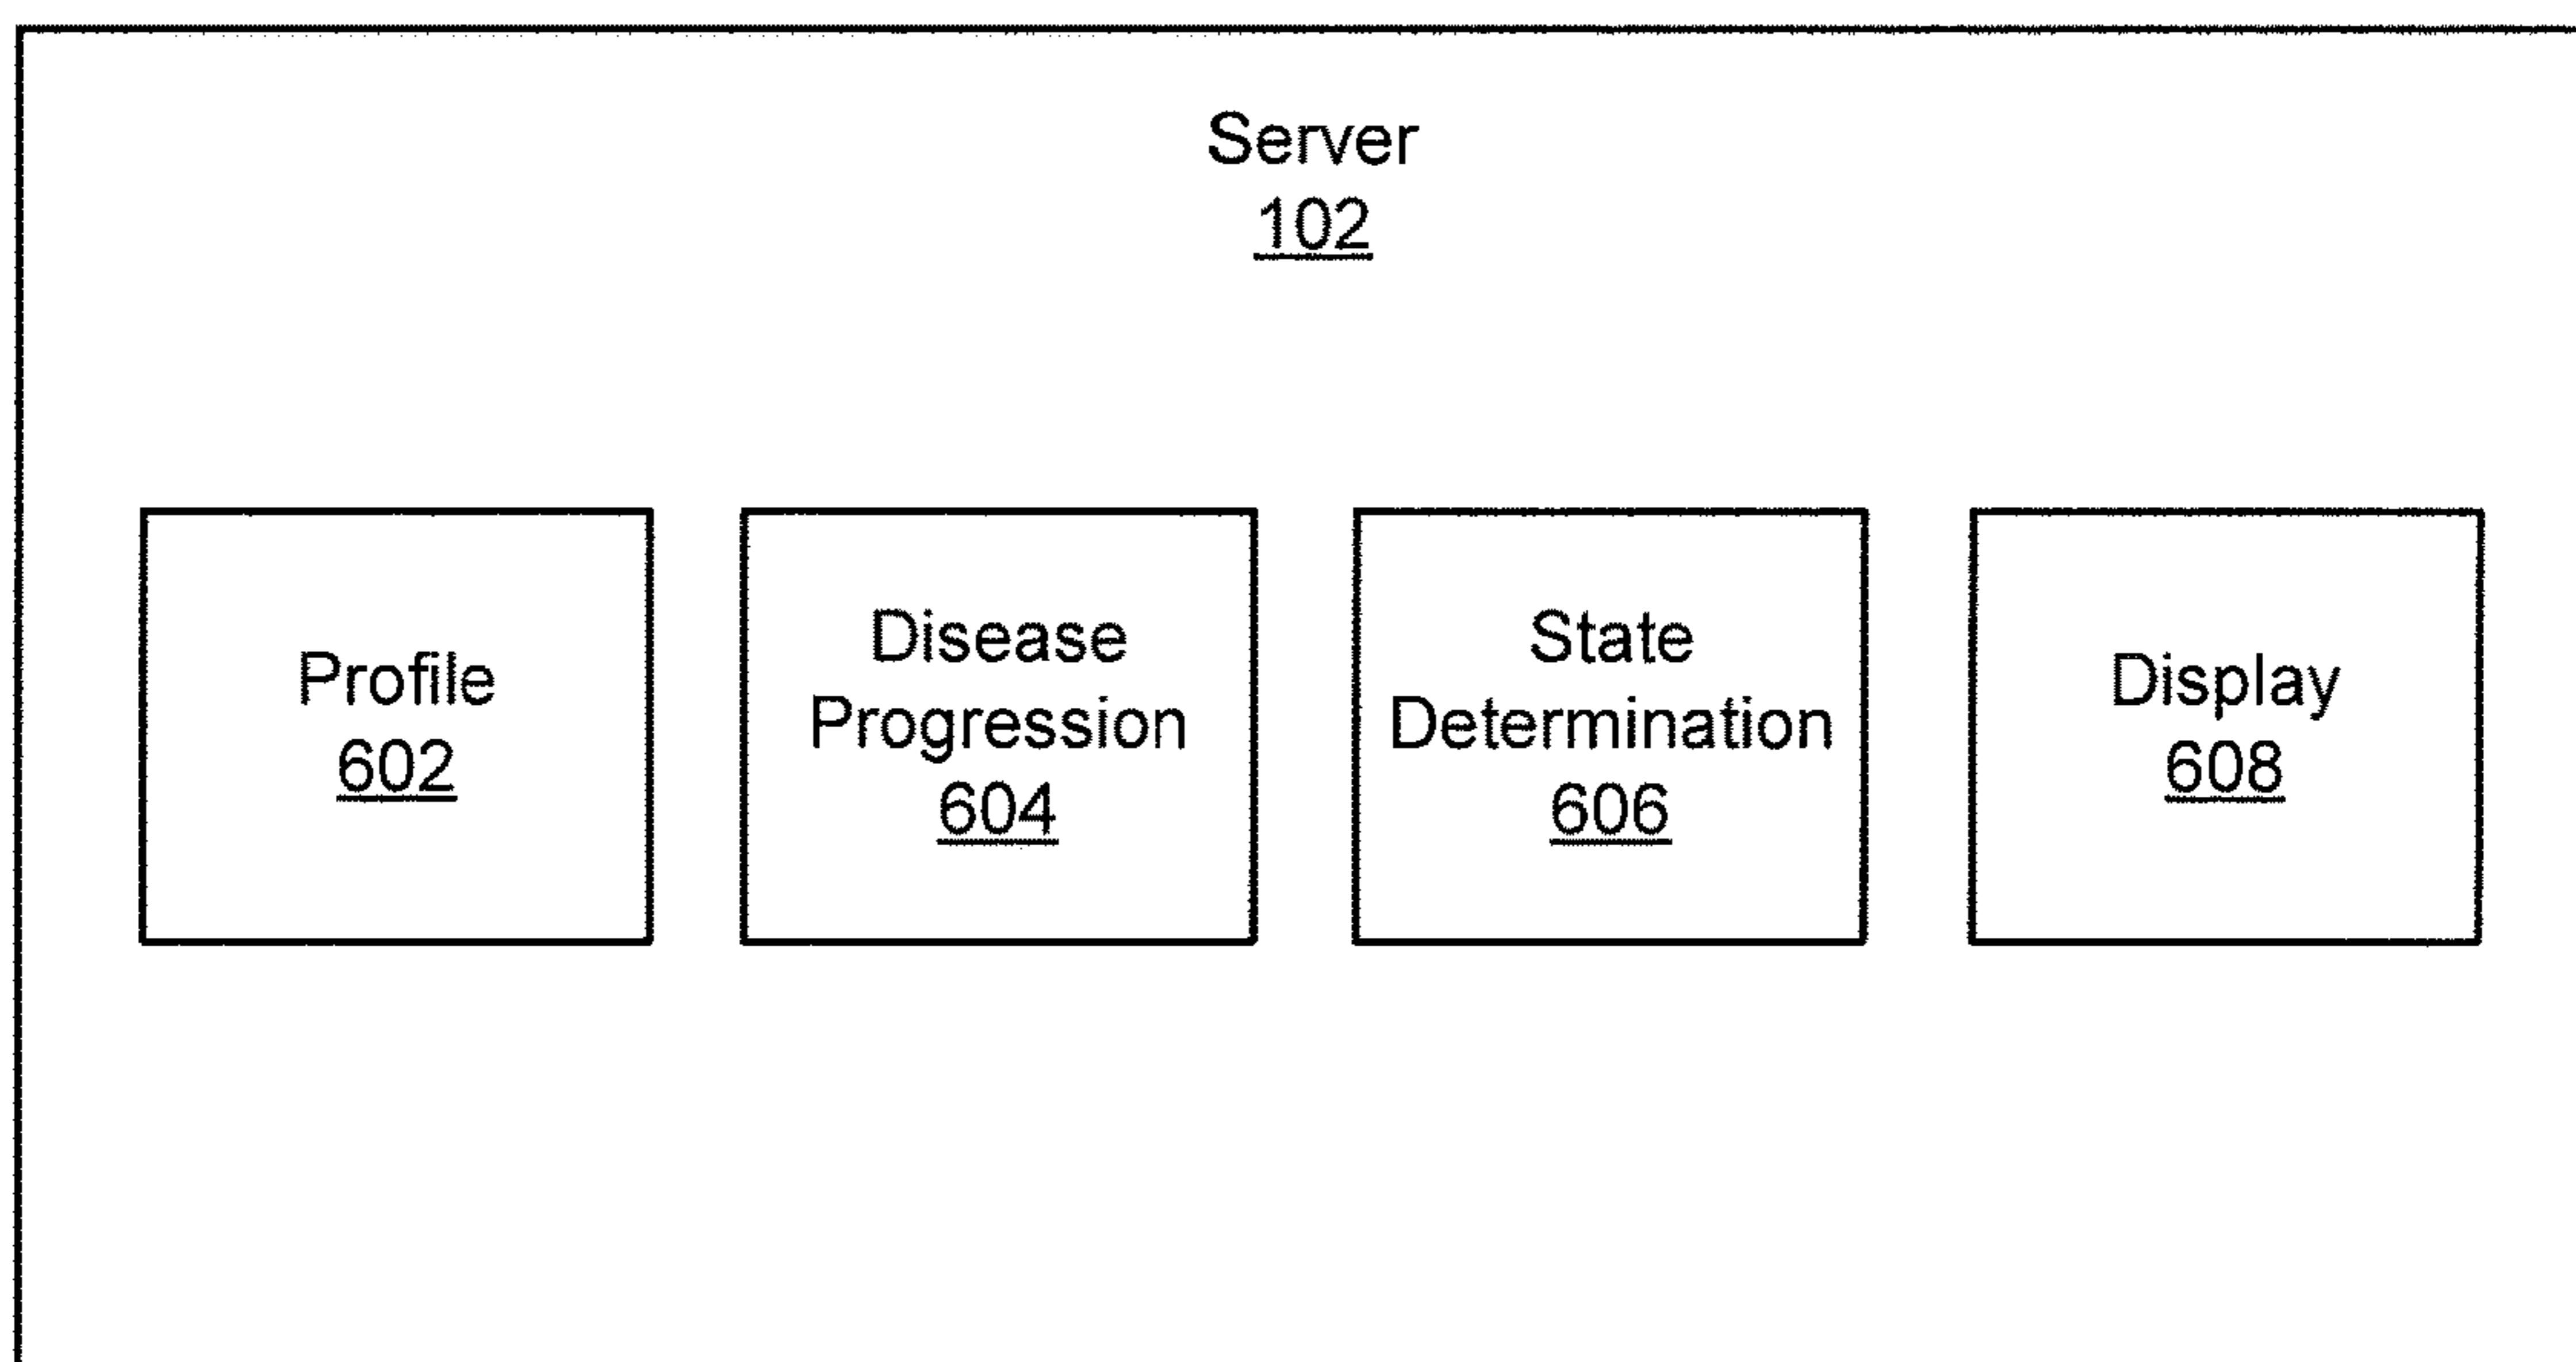 Server
102
Profile
602
Disease
Progression
604
State
Determination
606
Display
608